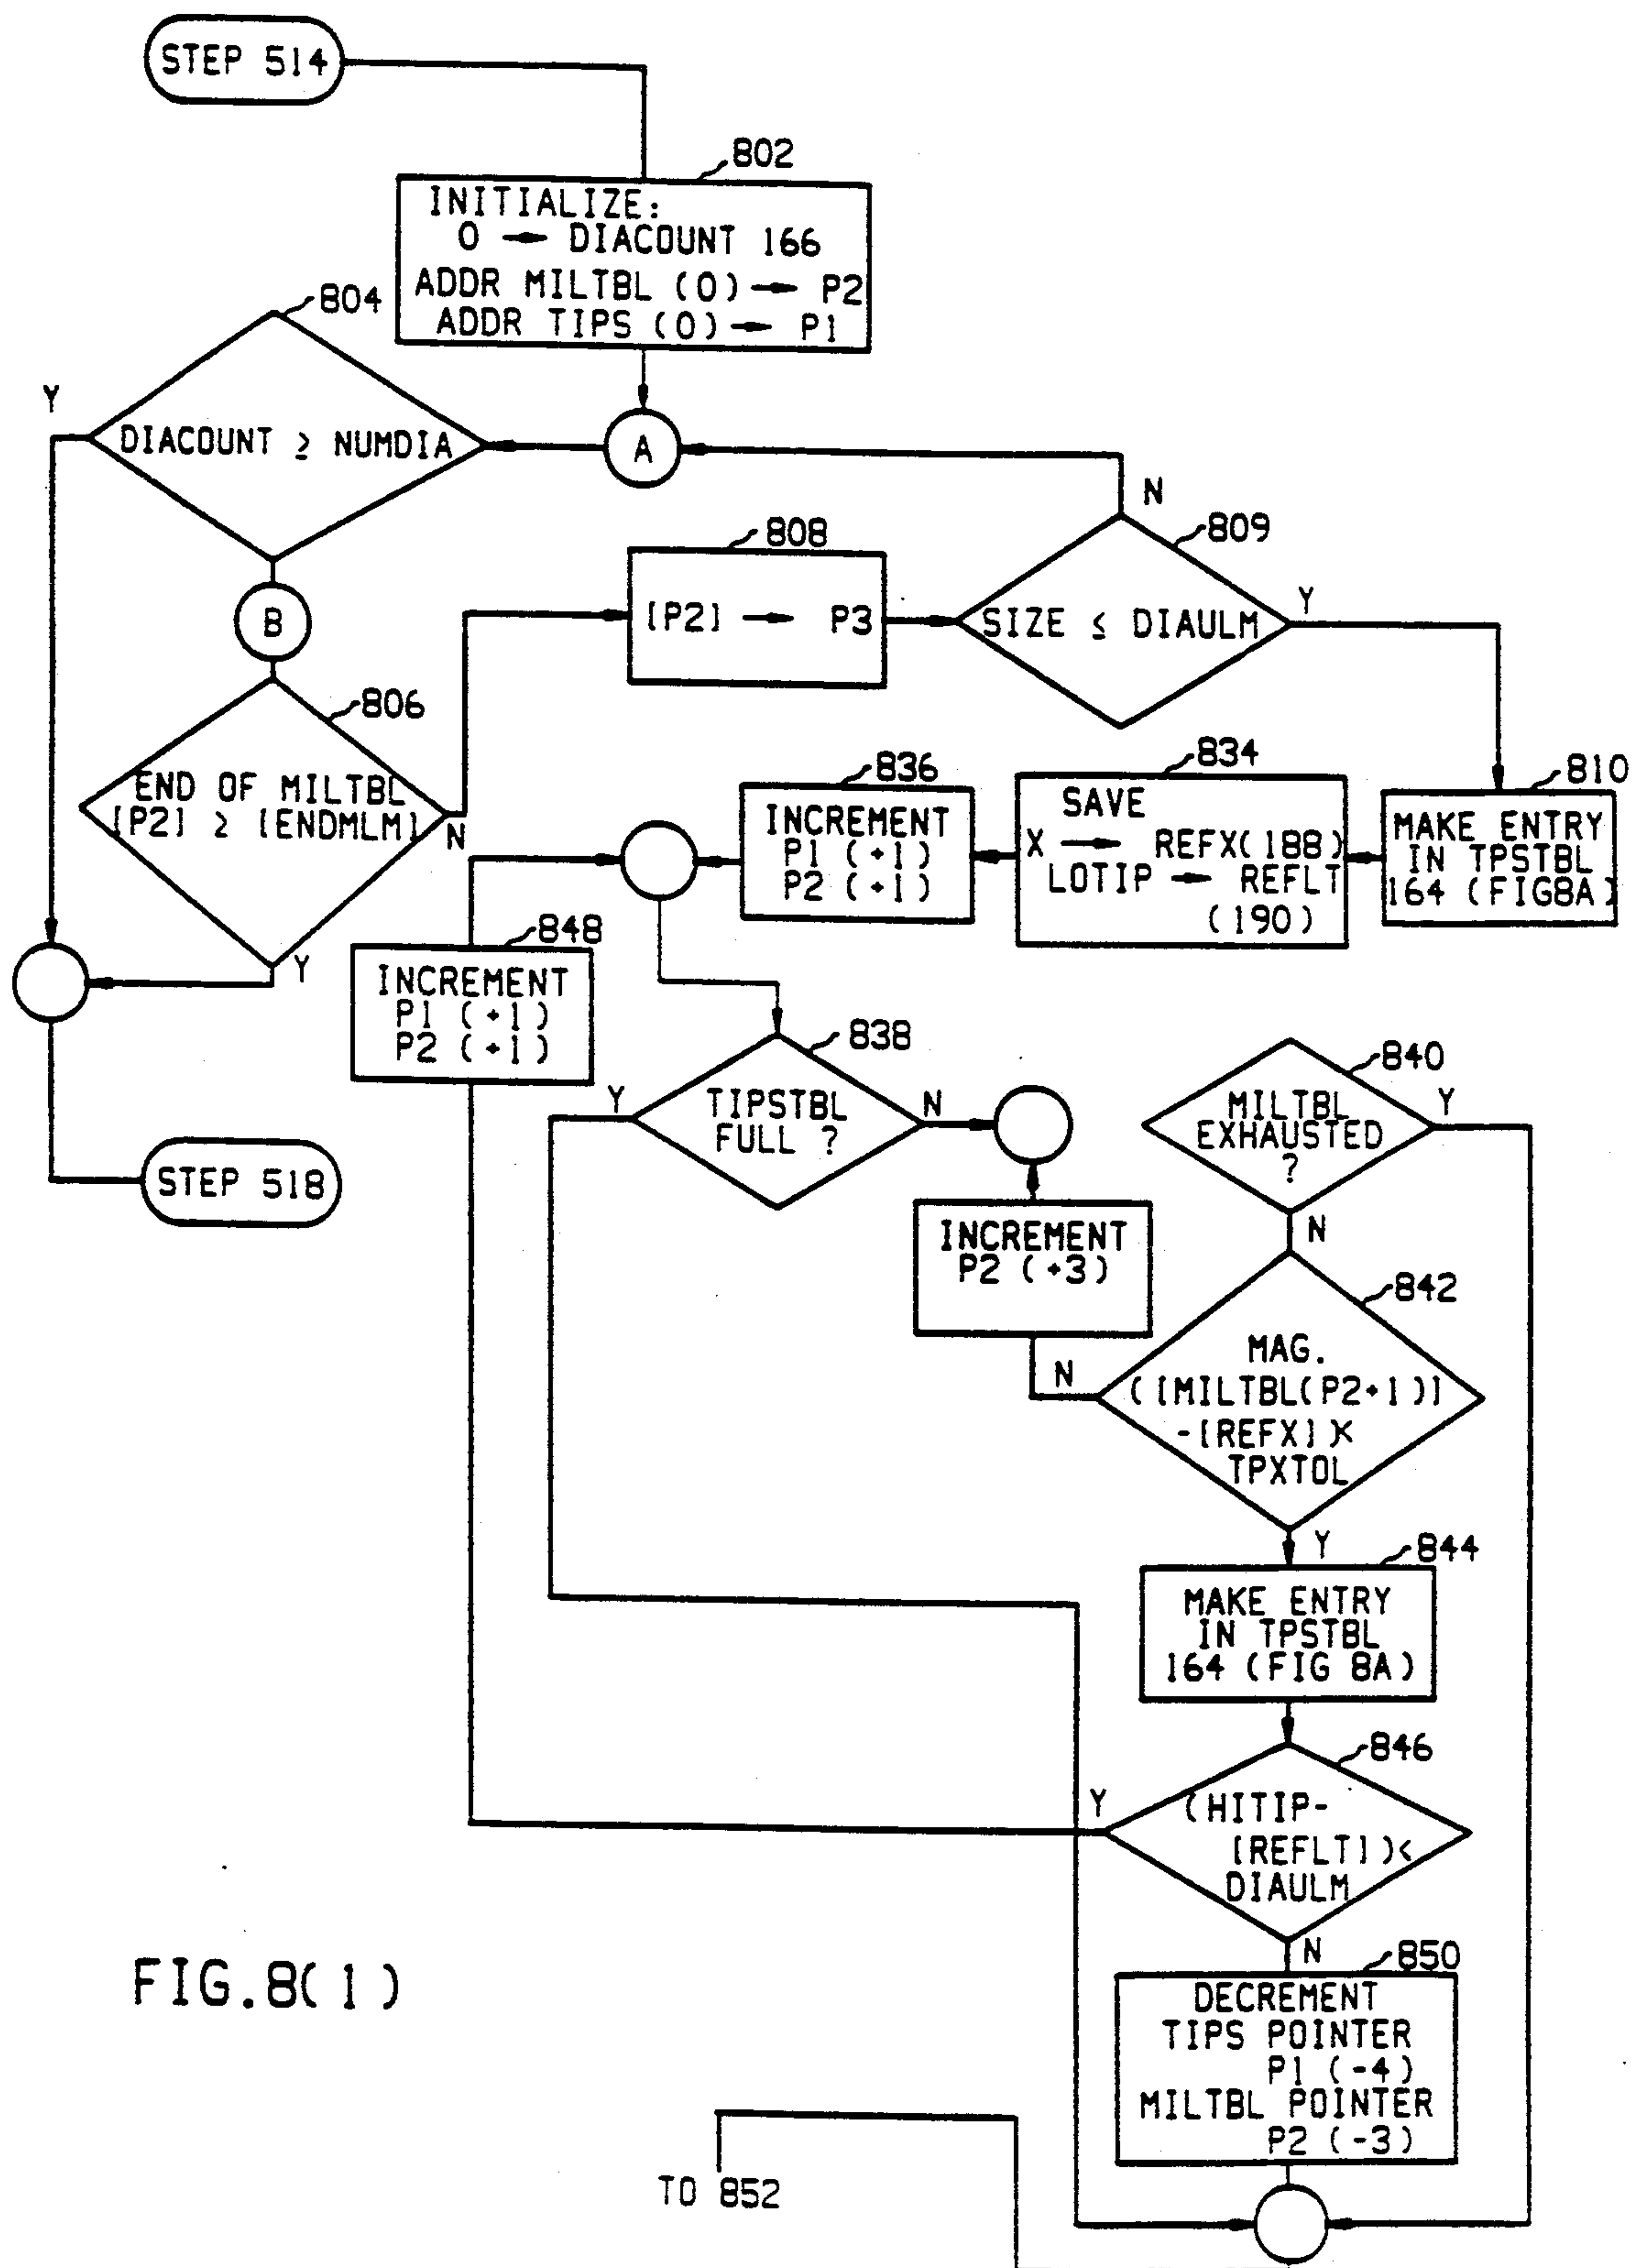 STEP 514
802
INITIALIZE:
0 → DIACOUNT 166
ADDR MILTBL (0) → P2
ADDR TIPS (0) → P1
804
Y
DIACOUNT ≥ NUMDIA
A
N
809
808
[P2] → P3
SIZE ≤ DIAULM
Y
B
806
END OF MILTBL
[P2] ≥ [ENDMLM]
N
Y
836
INCREMENT
P1 (+1)
P2 (+1)
834
SAVE
X → REFX(188)
LOTIP → REFLT
(190)
810
MAKE ENTRY
IN TPSTBL
164 (FIG8A)
848
INCREMENT
P1 (+1)
P2 (+1)
838
Y
TIPSTBL
FULL ?
N
840
MILTBL
EXHAUSTED
?
Y
N
STEP 518
INCREMENT
P2 (+3)
842
N
MAG.
([MILTBL(P2+1)]
-[REFX])<
TPXTOL
Y
844
MAKE ENTRY
IN TPSTBL
164 (FIG 8A)
846
Y
(HITIP-
[REFLT])<
DIAULM
N
850
DECREMENT
TIPS POINTER
P1 (-4)
MILTBL POINTER
P2 (-3)
FIG.8(1)
TO 852